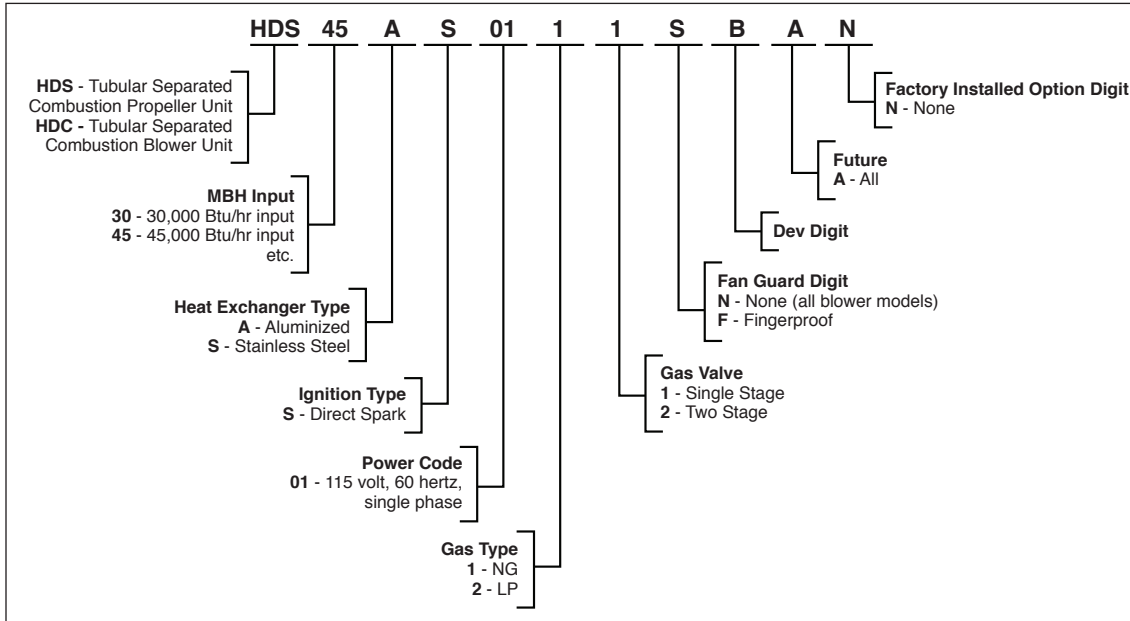 HDS 45 A S 01 1 1 S B A N
HDS - Tubular Separated
Combustion Propeller Unit
HDC - Tubular Separated
Combustion Blower Unit
MBH Input
30 - 30,000 Btu/hr input
45 - 45,000 Btu/hr input
etc.
Heat Exchanger Type
A - Aluminized
S - Stainless Steel
Ignition Type
S - Direct Spark
Power Code
01 - 115 volt, 60 hertz,
single phase
Gas Type
1 - NG
2 - LP
Gas Valve
1 - Single Stage
2 - Two Stage
Fan Guard Digit
N - None (all blower models)
F - Fingerproof
Dev Digit
Future
A - All
Factory Installed Option Digit
N - None